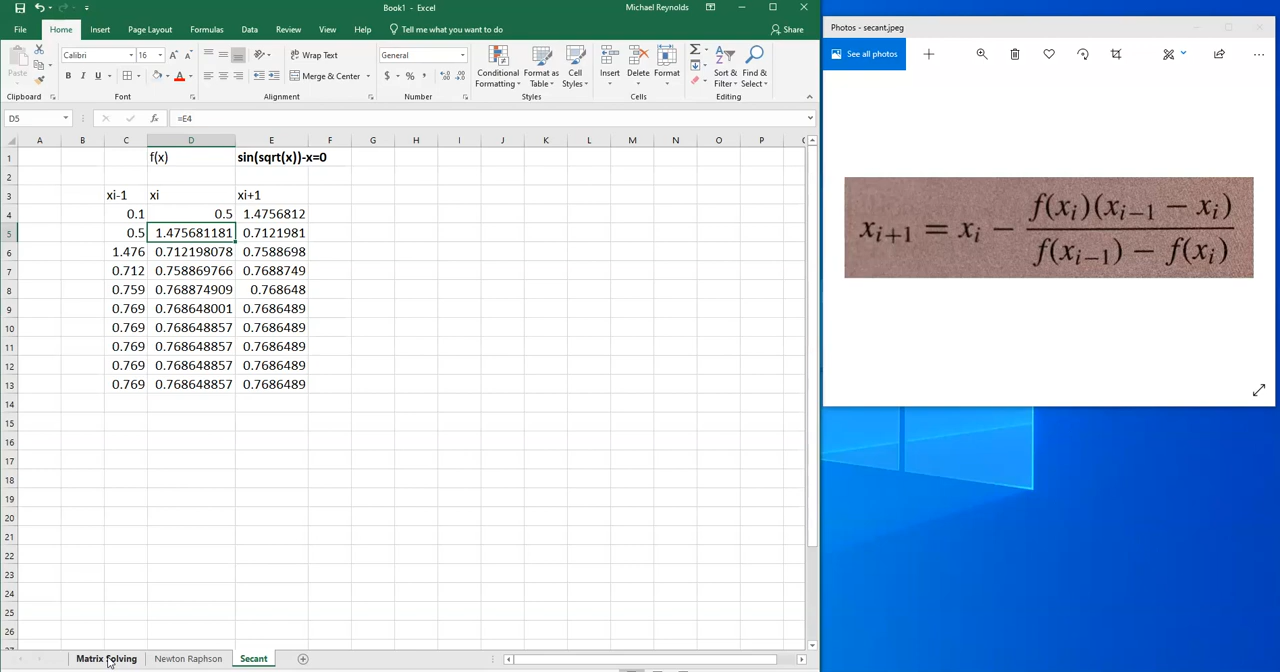 Book1 - Excel
Michael Reynolds
File Home Insert Page Layout Formulas Data Review View Help Tell me what you want to do Share
Paste
Calibri 16 A A
B I U A
Wrap Text
Merge & Center
General
$ % ,
Conditional Formatting
Format as Table
Cell Styles
Insert Delete Format
Sort & Filter
Find & Select
Clipboard Font Alignment Number Styles Cells Editing
D5 fx =E4
A B C D E F G H I J K L M N O P
1 f(x) sin(sqrt(x))-x=0
2
3 xi-1 xi xi+1
4 0.1 0.5 1.4756812
5 0.5 1.475681181 0.7121981
6 1.476 0.712198078 0.7588698
7 0.712 0.758869766 0.7688749
8 0.759 0.768874909 0.768648
9 0.769 0.768648001 0.7686489
10 0.769 0.768648857 0.7686489
11 0.769 0.768648857 0.7686489
12 0.769 0.768648857 0.7686489
13 0.769 0.768648857 0.7686489
14
15
16
17
18
19
20
21
22
23
24
25
26
Matrix Solving Newton Raphson Secant
Photos - secant.jpeg
See all photos
x_{i+1} = x_i − f(x_i)(x_{i−1} − x_i)
f(x_{i−1}) − f(x_i)